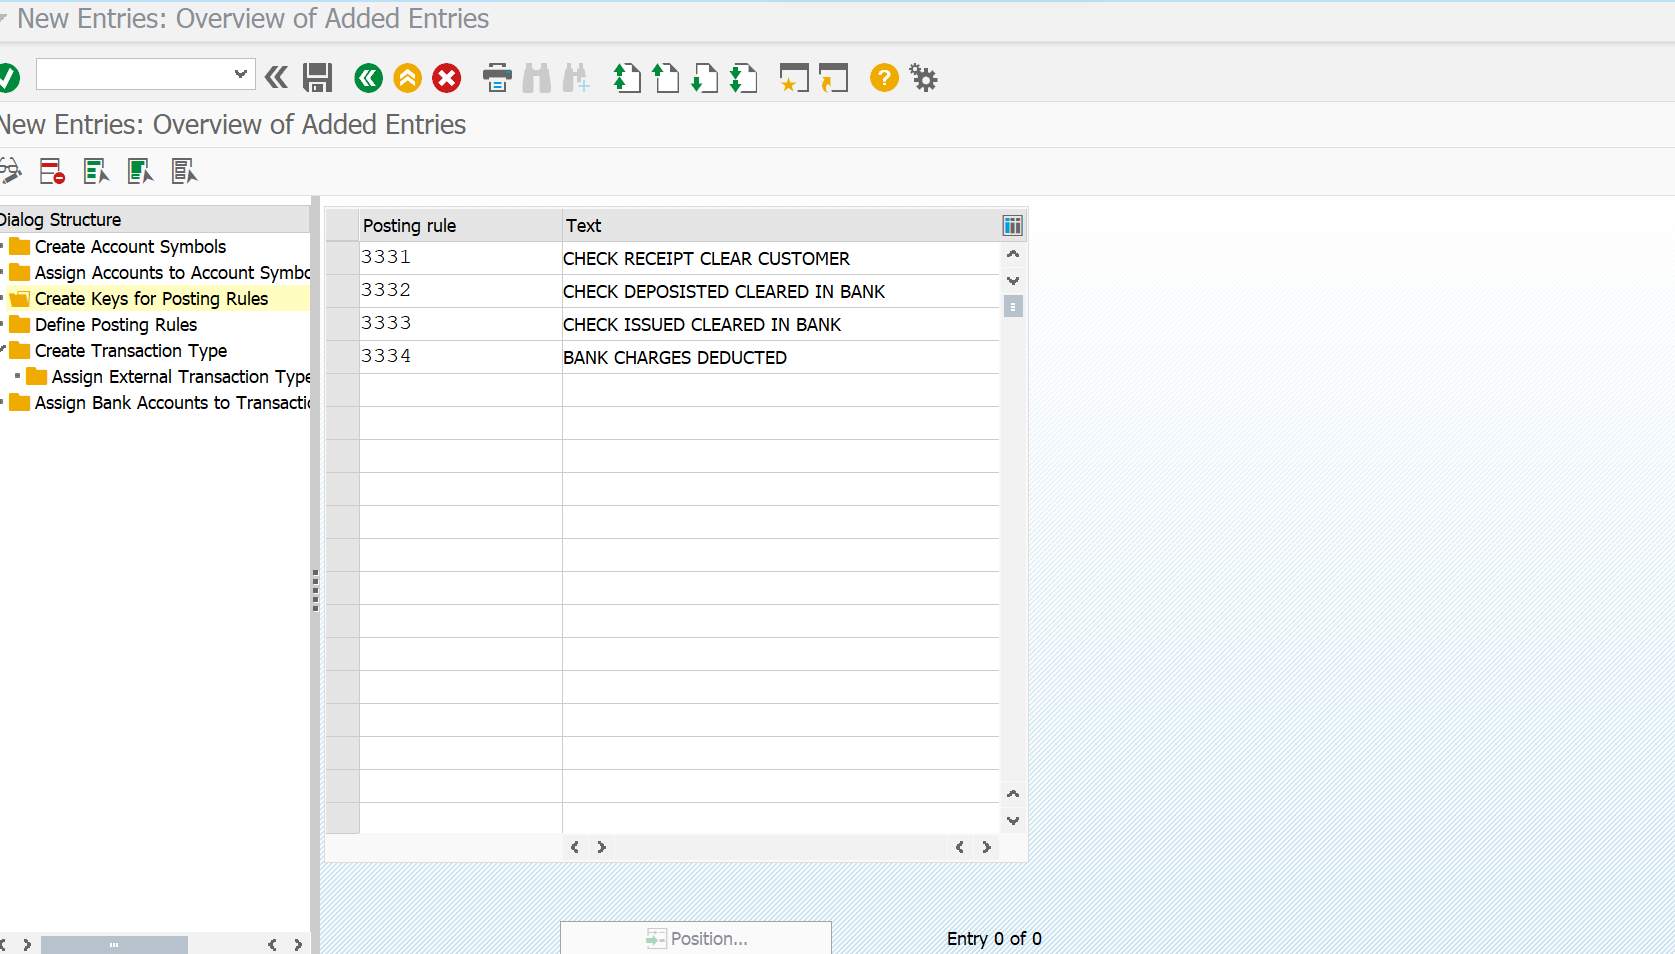 New Entries: Overview of Added Entries
New Entries: Overview of Added Entries
Dialog Structure
Create Account Symbols
Assign Accounts to Account Symbo
Create Keys for Posting Rules
Define Posting Rules
Create Transaction Type
Assign External Transaction Type
Assign Bank Accounts to Transactio
Posting rule Text
3331 CHECK RECEIPT CLEAR CUSTOMER
3332 CHECK DEPOSISTED CLEARED IN BANK
3333 CHECK ISSUED CLEARED IN BANK
3334 BANK CHARGES DEDUCTED
Position...
Entry 0 of 0